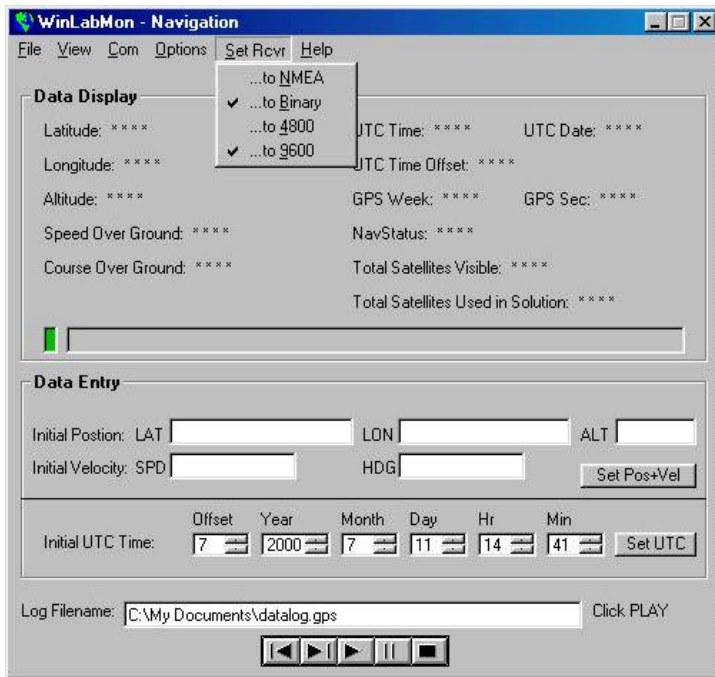 WinLabMon - Navigation
File View Com Options Set Rcvr Help
...to NMEA
...to Binary
...to 4800
...to 9600
Data Display
Latitude: * * * * UTC Time: * * * * UTC Date: * * * *
Longitude: * * * * UTC Time Offset: * * * *
Altitude: * * * * GPS Week: * * * * GPS Sec: * * * *
Speed Over Ground: * * * * NavStatus: * * * *
Course Over Ground: * * * * Total Satellites Visible: * * * *
Total Satellites Used in Solution: * * * *
Data Entry
Initial Postion: LAT LON ALT
Initial Velocity: SPD HDG Set Pos+Vel
Offset Year Month Day Hr Min
Initial UTC Time: 7 2000 7 11 14 41 Set UTC
Log Filename: C:\My Documents\datalog.gps Click PLAY